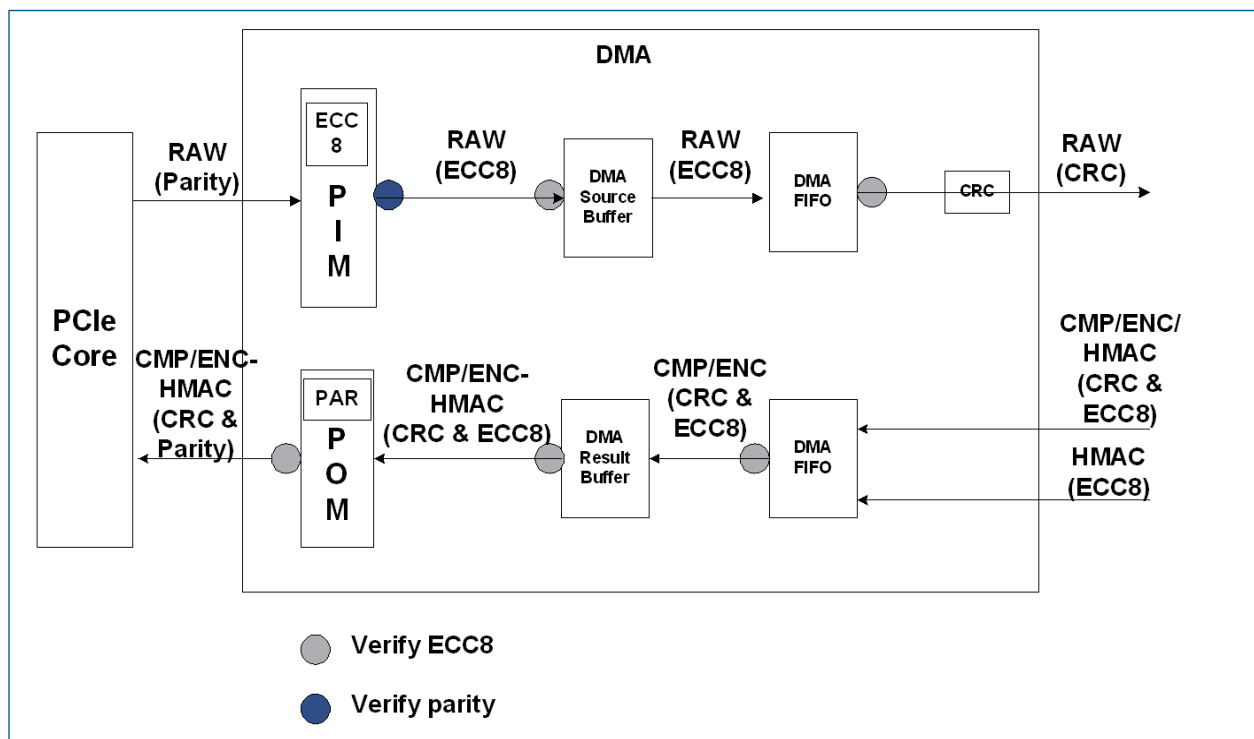 DMA
ECC
8
P
I
M
RAW
(Parity)
RAW
(ECC8)
DMA
Source
Buffer
RAW
(ECC8)
DMA
FIFO
CRC
RAW
(CRC)
PCIe
Core
CMP/ENC-
HMAC
(CRC &
Parity)
PAR
P
O
M
CMP/ENC-
HMAC
(CRC & ECC8)
DMA
Result
Buffer
CMP/ENC
(CRC &
ECC8)
DMA
FIFO
CMP/ENC/
HMAC
(CRC &
ECC8)
HMAC
(ECC8)
Verify ECC8
Verify parity